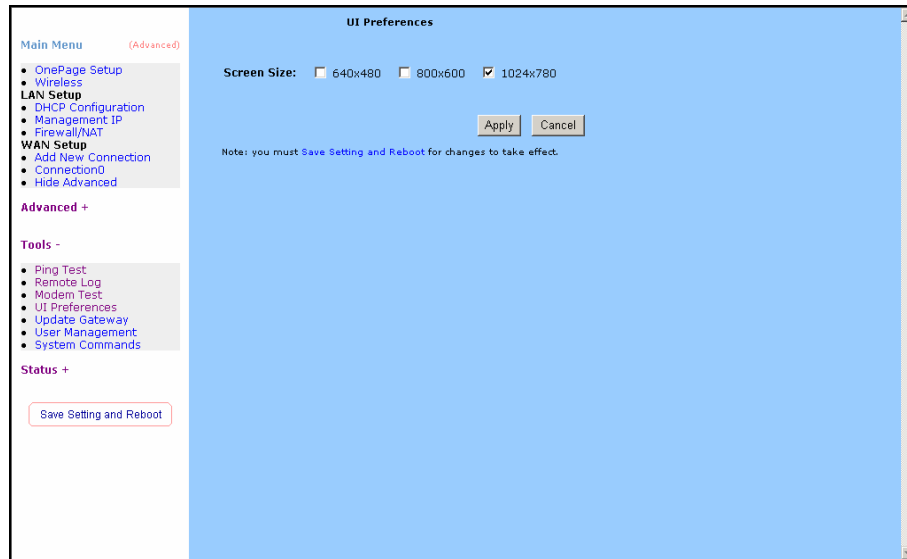 UI Preferences
Main Menu (Advanced)
OnePage Setup
Wireless
LAN Setup
DHCP Configuration
Management IP
Firewall/NAT
WAN Setup
Add New Connection
Connection0
Hide Advanced
Advanced +
Tools -
Ping Test
Remote Log
Modem Test
UI Preferences
Update Gateway
User Management
System Commands
Status +
Save Setting and Reboot
Screen Size: 640x480 800x600 1024x780
Apply Cancel
Note: you must Save Setting and Reboot for changes to take effect.